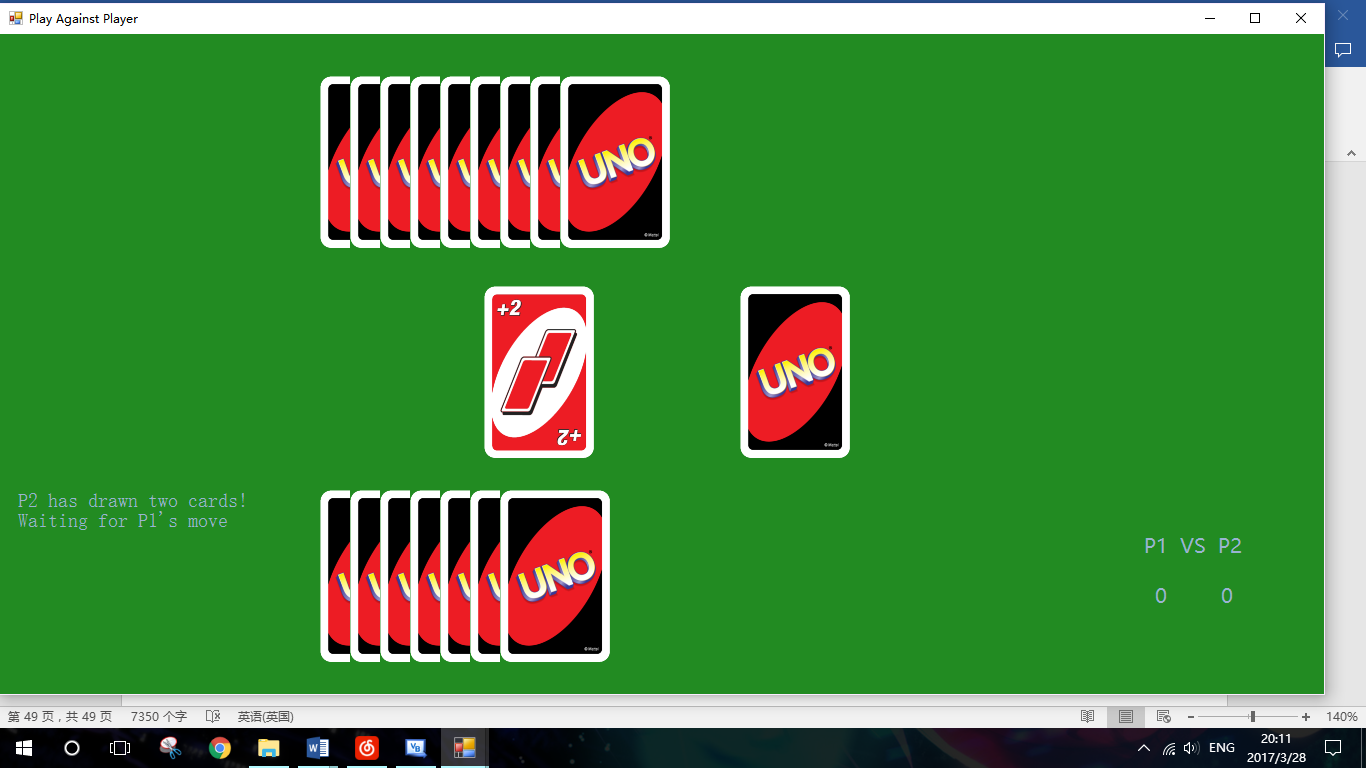 Play Against Player
UNO
+2
+2
UNO
P2 has drawn two cards!
Waiting for P1's move
UNO
P1 VS P2
0 0
第 49 页，共 49 页 7350 个字 英语(英国) 140%
ENG
20:11
2017/3/28